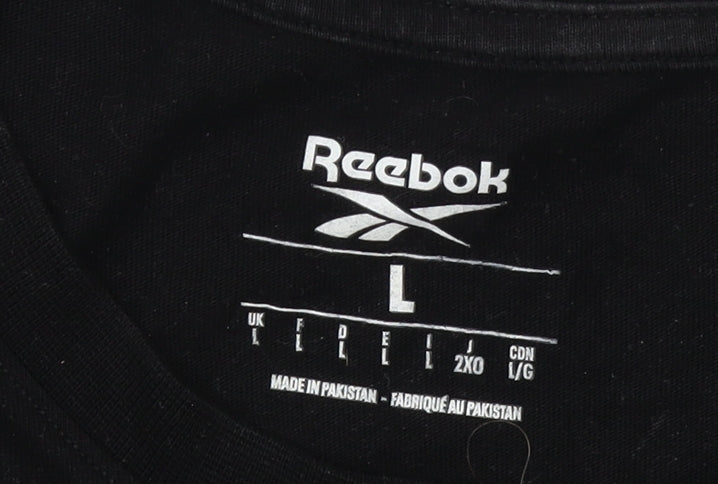 Reebok
L
UK F D E I J CDN
L L L L L 2XO L/G
MADE IN PAKISTAN - FABRIQUÉ AU PAKISTAN